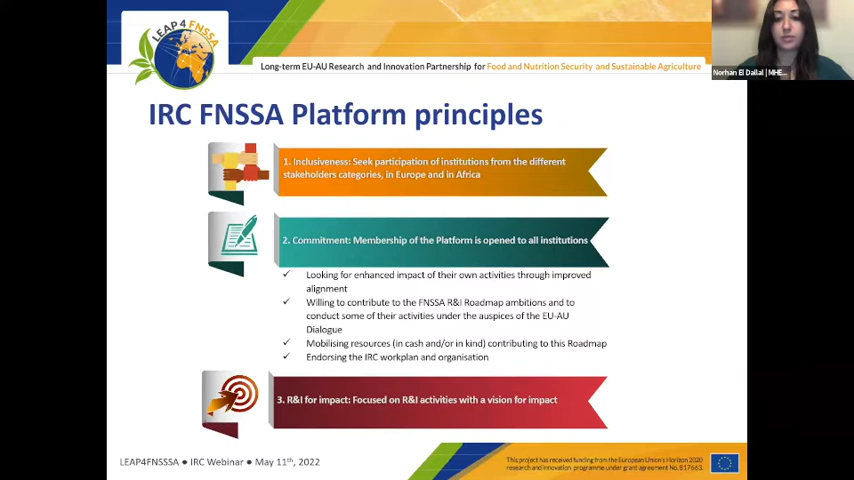 LEAP 4 FNSSA
Long-term EU-AU Research and Innovation Partnership for Food and Nutrition Security and Sustainable Agriculture
Norhan El Dallal | MHE...
IRC FNSSA Platform principles
1. Inclusiveness: Seek participation of institutions from the different
stakeholders categories, in Europe and in Africa
2. Commitment: Membership of the Platform is opened to all institutions
✓ Looking for enhanced impact of their own activities through improved
alignment
✓ Willing to contribute to the FNSSA R&I Roadmap ambitions and to
conduct some of their activities under the auspices of the EU-AU
Dialogue
✓ Mobilising resources (in cash and/or in kind) contributing to this Roadmap
✓ Endorsing the IRC workplan and organisation
3. R&I for impact: Focused on R&I activities with a vision for impact
LEAP4FNSSSA ● IRC Webinar ● May 11th, 2022
This project has received funding from the European Union's Horizon 2020
research and innovation programme under grant agreement No. 817663.